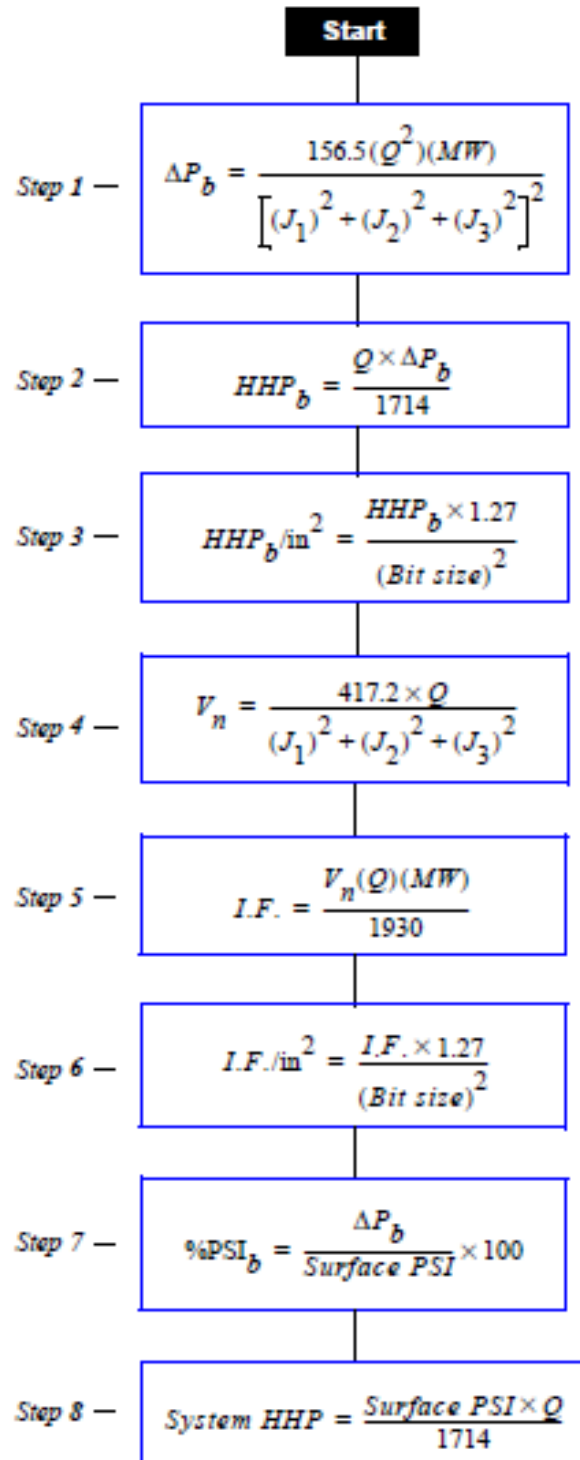 Start
Step 1 — ΔP_b = 156.5(Q^2)(MW) / [(J_1)^2 + (J_2)^2 + (J_3)^2]^2
Step 2 — HHP_b = Q × ΔP_b / 1714
Step 3 — HHP_b/in^2 = HHP_b × 1.27 / (Bit size)^2
Step 4 — V_n = 417.2 × Q / (J_1)^2 + (J_2)^2 + (J_3)^2
Step 5 — I.F. = V_n(Q)(MW) / 1930
Step 6 — I.F./in^2 = I.F. × 1.27 / (Bit size)^2
Step 7 — %PSI_b = ΔP_b / Surface PSI × 100
Step 8 — System HHP = Surface PSI × Q / 1714